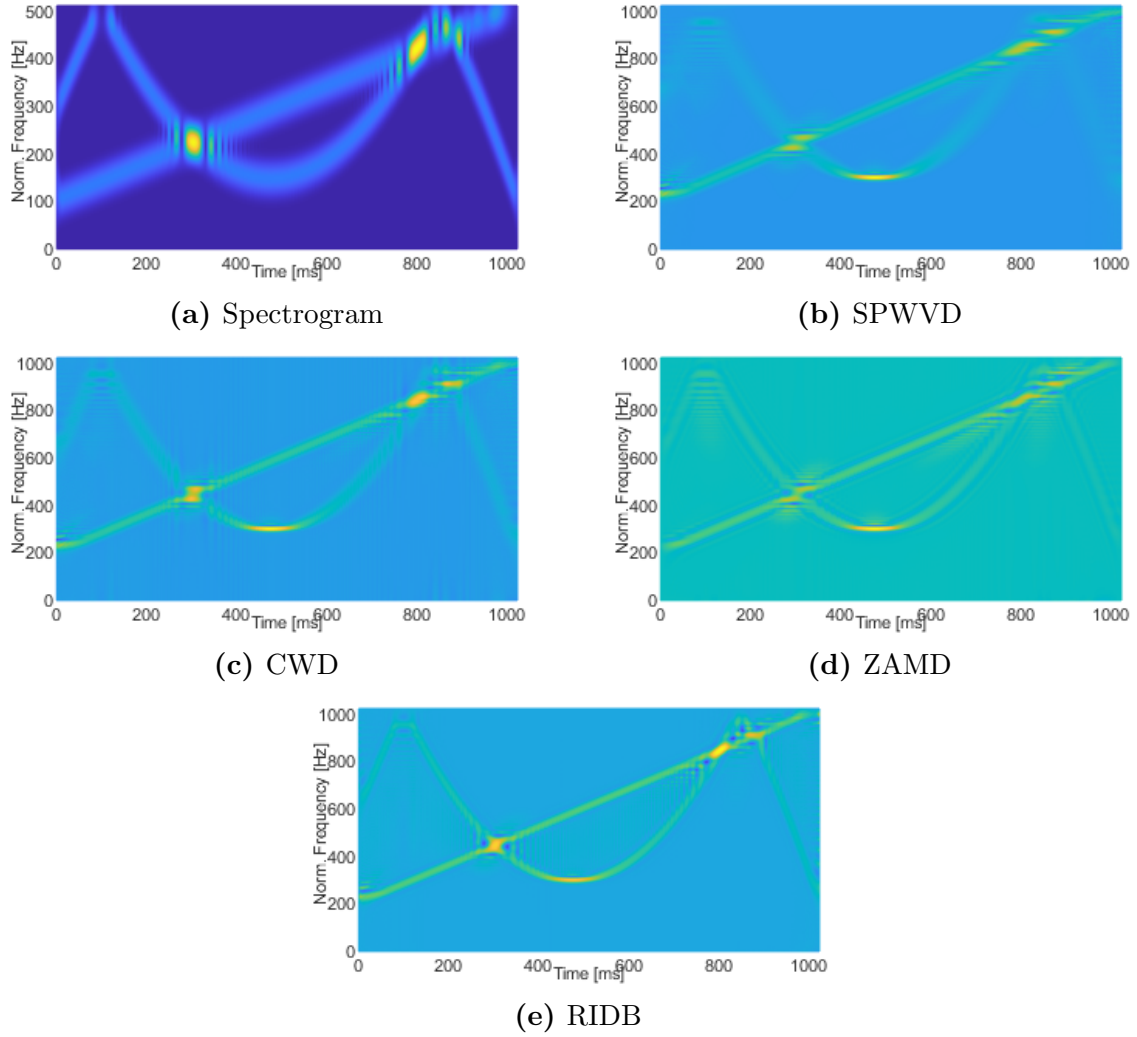 500
400
300
200
100
0
Norm. Frequency [Hz]
0 200 400 600 800 1000
Time [ms]
(a) Spectrogram
1000
800
600
400
200
0
Norm. Frequency [Hz]
0 200 400 600 800 1000
Time [ms]
(b) SPWVD
1000
800
600
400
200
0
Norm. Frequency [Hz]
0 200 400 600 800 1000
Time [ms]
(c) CWD
1000
800
600
400
200
0
Norm. Frequency [Hz]
0 200 400 600 800 1000
Time [ms]
(d) ZAMD
1000
800
600
400
200
0
Norm. Frequency [Hz]
0 200 400 600 800 1000
Time [ms]
(e) RIDB